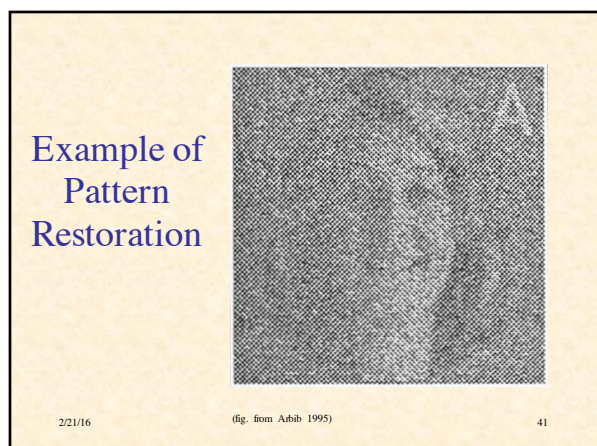 Example of
Pattern
Restoration
A
2/21/16
(fig. from Arbib 1995)
41